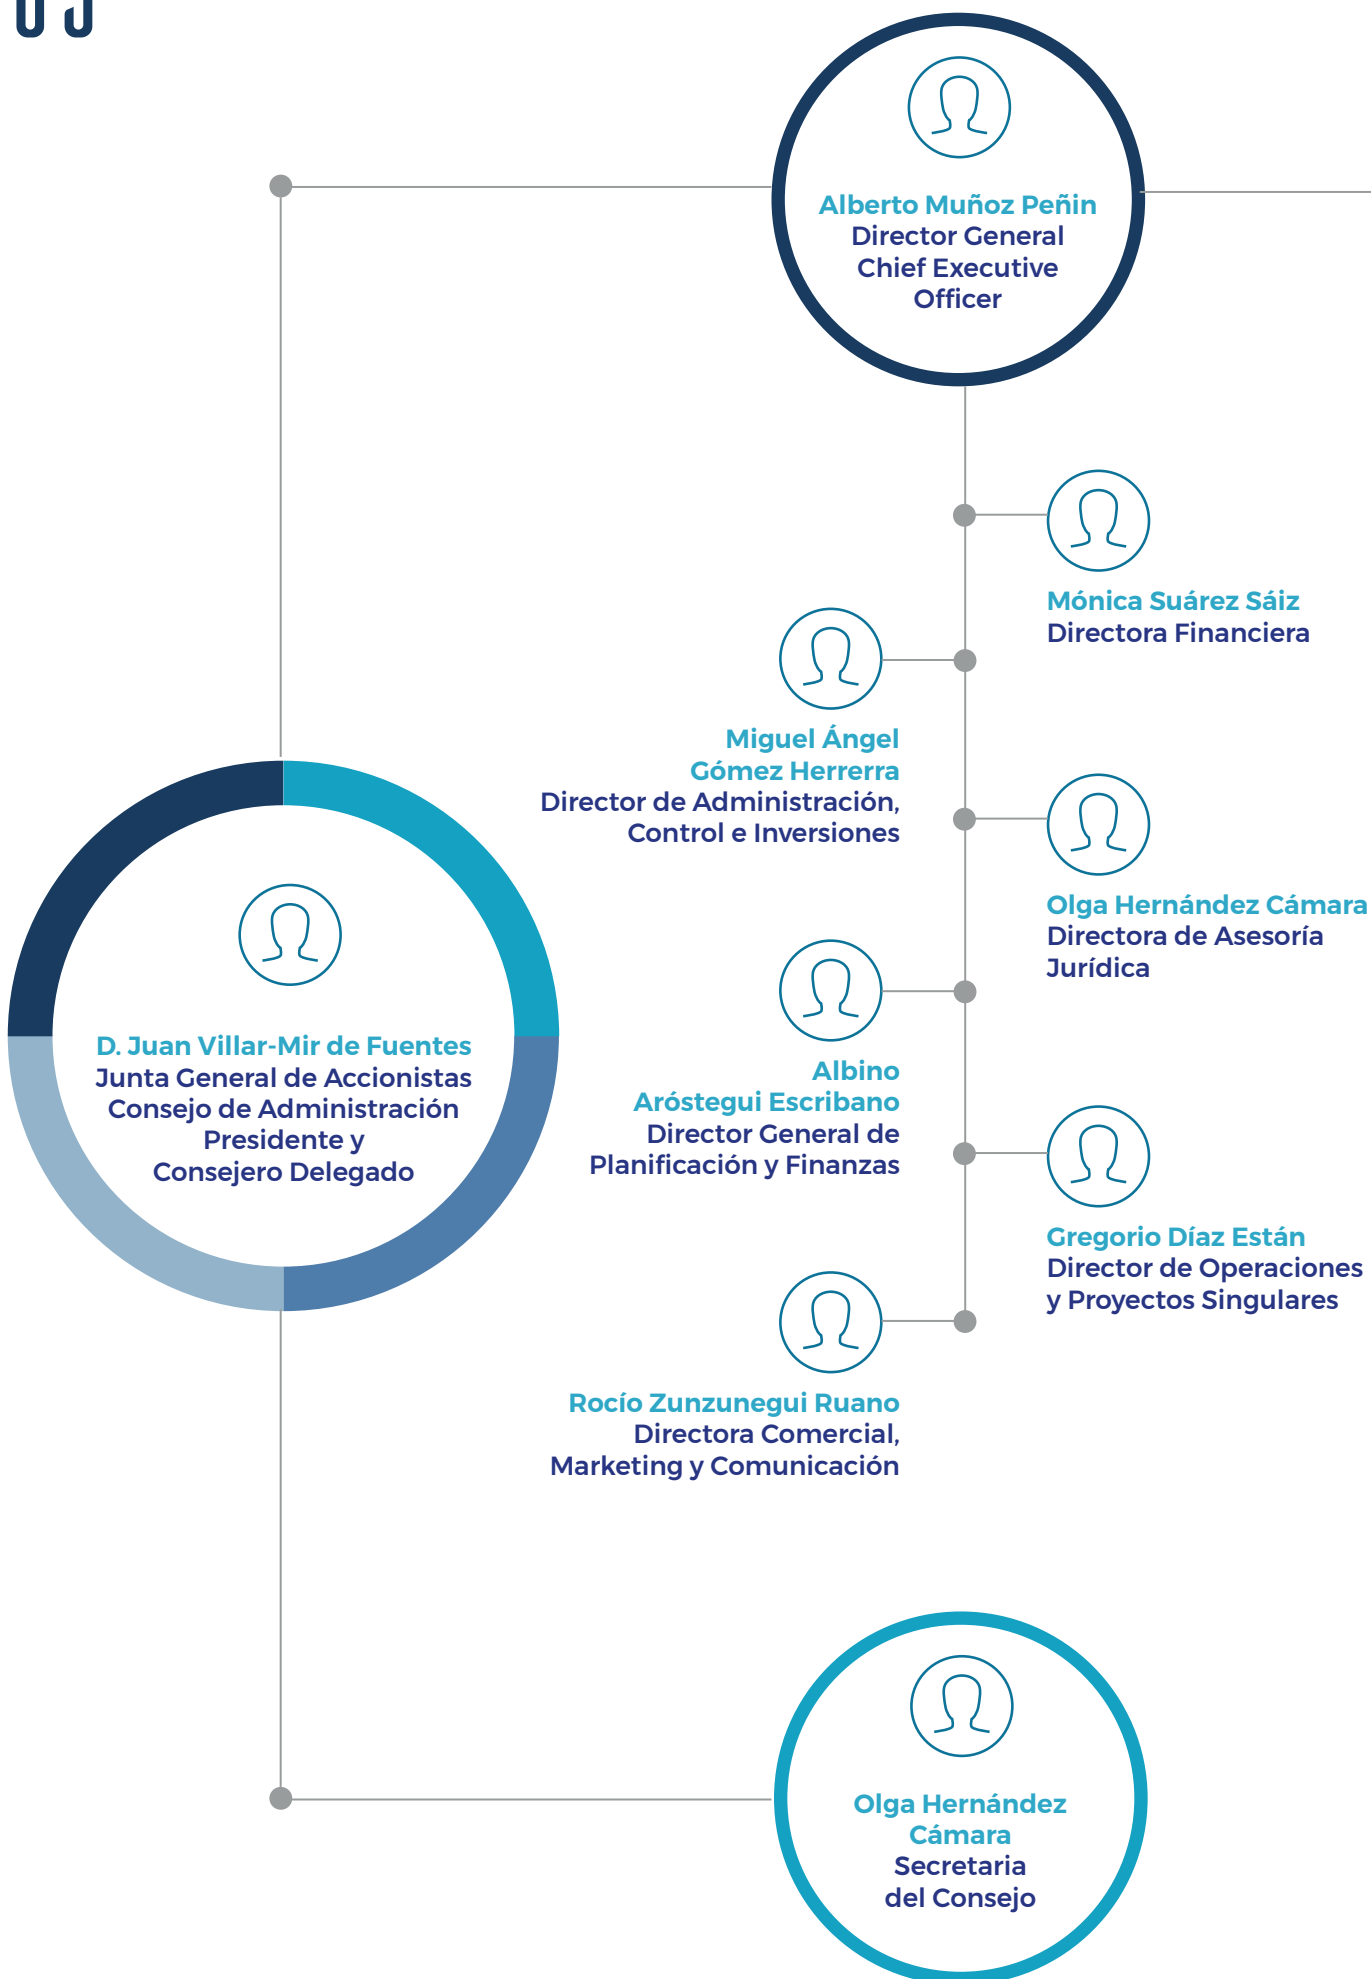 Alberto Muñoz Peñin
Director General
Chief Executive
Officer
Mónica Suárez Sáiz
Directora Financiera
Miguel Ángel
Gómez Herrerra
Director de Administración,
Control e Inversiones
Olga Hernández Cámara
Directora de Asesoría
Jurídica
D. Juan Villar-Mir de Fuentes
Junta General de Accionistas
Consejo de Administración
Presidente y
Consejero Delegado
Albino
Aróstegui Escribano
Director General de
Planificación y Finanzas
Gregorio Díaz Están
Director de Operaciones
y Proyectos Singulares
Rocío Zunzunegui Ruano
Directora Comercial,
Marketing y Comunicación
Olga Hernández
Cámara
Secretaria
del Consejo